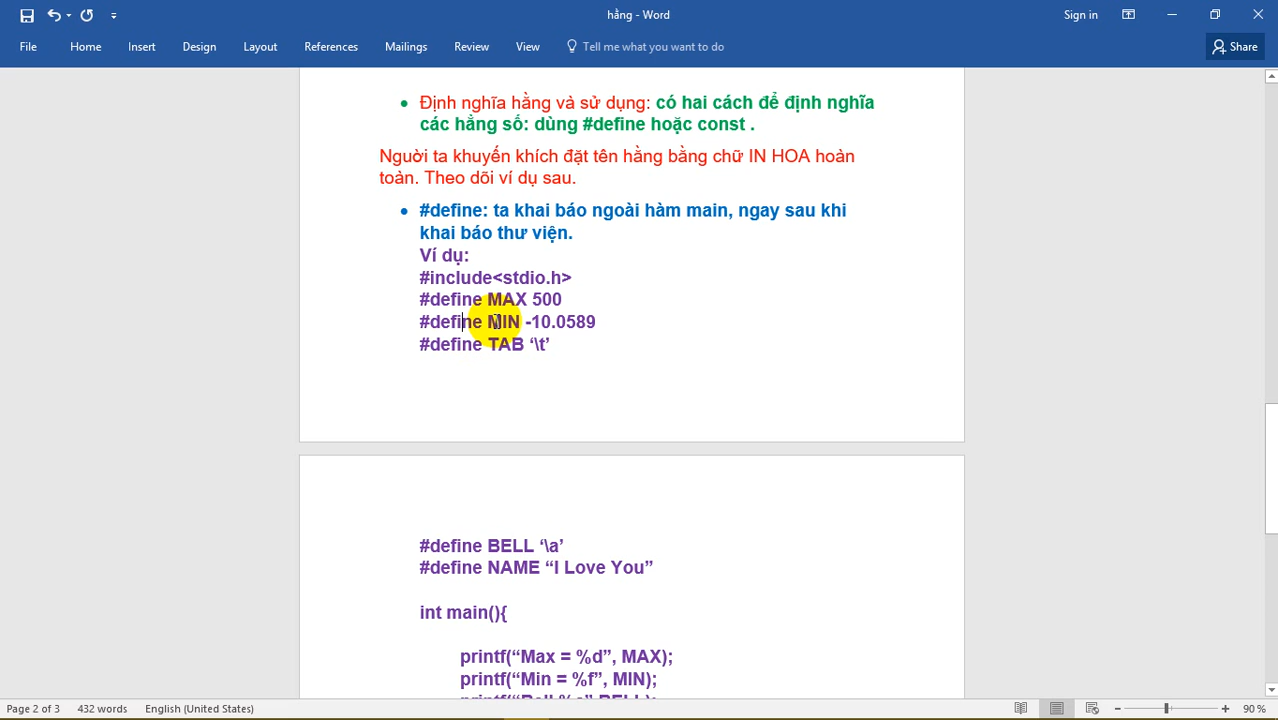 hằng - Word
Sign in
File Home Insert Design Layout References Mailings Review View Tell me what you want to do Share
• Định nghĩa hằng và sử dụng: có hai cách để định nghĩa
các hằng số: dùng #define hoặc const .
Nguời ta khuyến khích đặt tên hằng bằng chữ IN HOA hoàn
toàn. Theo dõi ví dụ sau.
• #define: ta khai báo ngoài hàm main, ngay sau khi
khai báo thư viện.
Ví dụ:
#include<stdio.h>
#define MAX 500
#define MIN -10.0589
#define TAB ‘\t’
#define BELL ‘\a’
#define NAME “I Love You”
int main(){
printf(“Max = %d”, MAX);
printf(“Min = %f”, MIN);
Page 2 of 3 432 words English (United States) 90 %